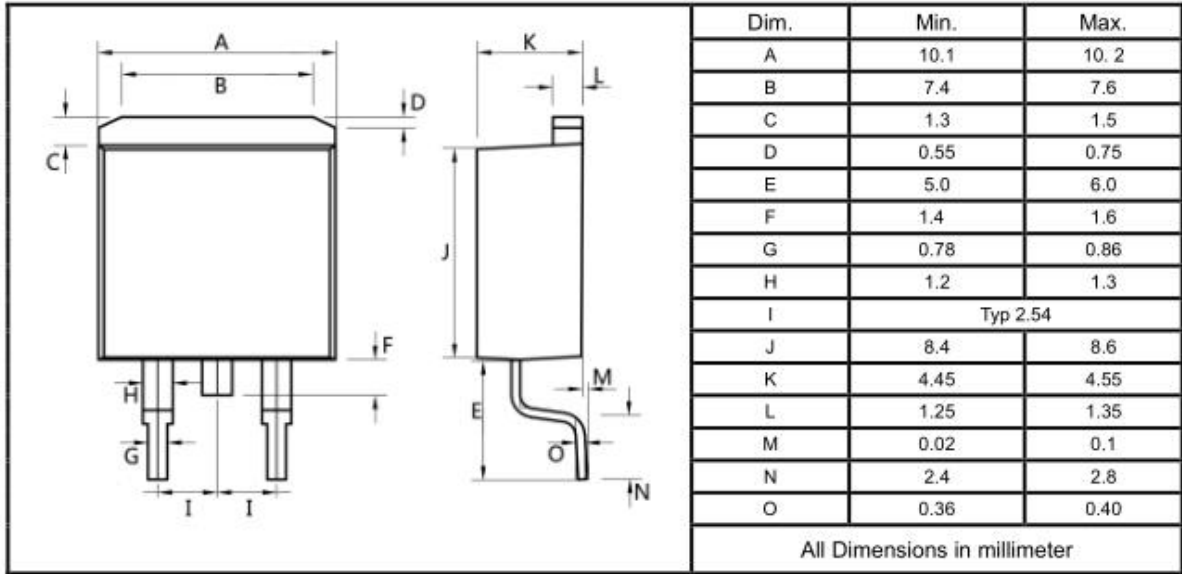 A
B
C
D
K
L
J
F
H
G
I I
E
M
O
N
Dim. Min. Max.
A 10.1 10. 2
B 7.4 7.6
C 1.3 1.5
D 0.55 0.75
E 5.0 6.0
F 1.4 1.6
G 0.78 0.86
H 1.2 1.3
I Typ 2.54
J 8.4 8.6
K 4.45 4.55
L 1.25 1.35
M 0.02 0.1
N 2.4 2.8
O 0.36 0.40
All Dimensions in millimeter